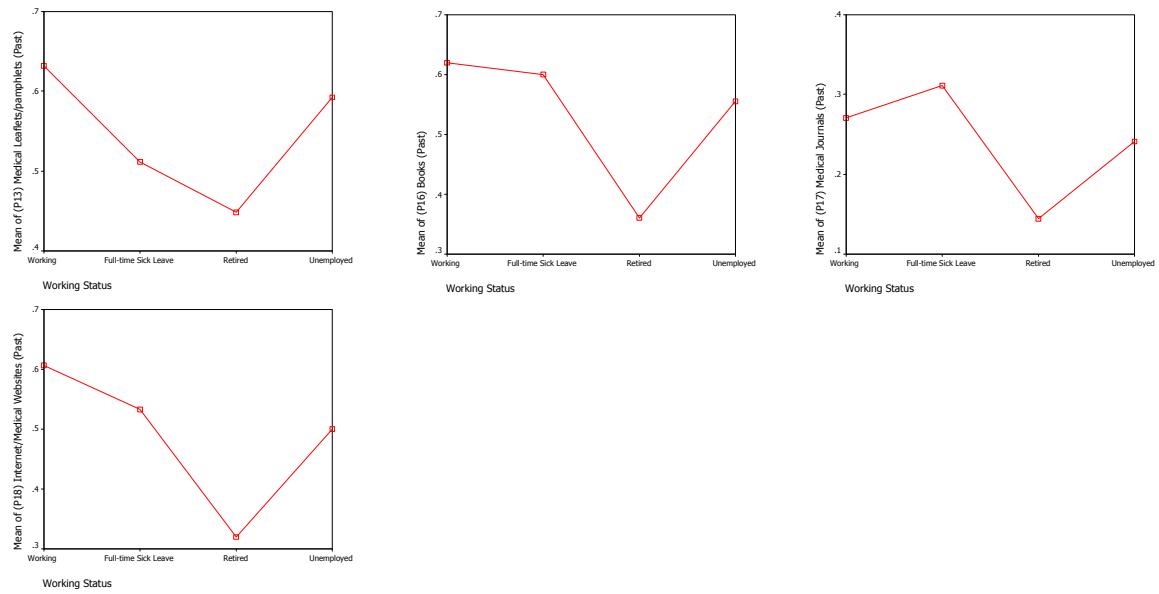 Mean of (P13) Medical Leaflets/pamphlets (Past)
.7
.6
.5
.4
Working
Full-time Sick Leave
Retired
Unemployed
Working Status
Mean of (P16) Books (Past)
.7
.6
.5
.4
.3
Working
Full-time Sick Leave
Retired
Unemployed
Working Status
Mean of (P17) Medical Journals (Past)
.4
.3
.2
.1
Working
Full-time Sick Leave
Retired
Unemployed
Working Status
Mean of (P18) Internet/Medical Websites (Past)
.7
.6
.5
.4
.3
Working
Full-time Sick Leave
Retired
Unemployed
Working Status